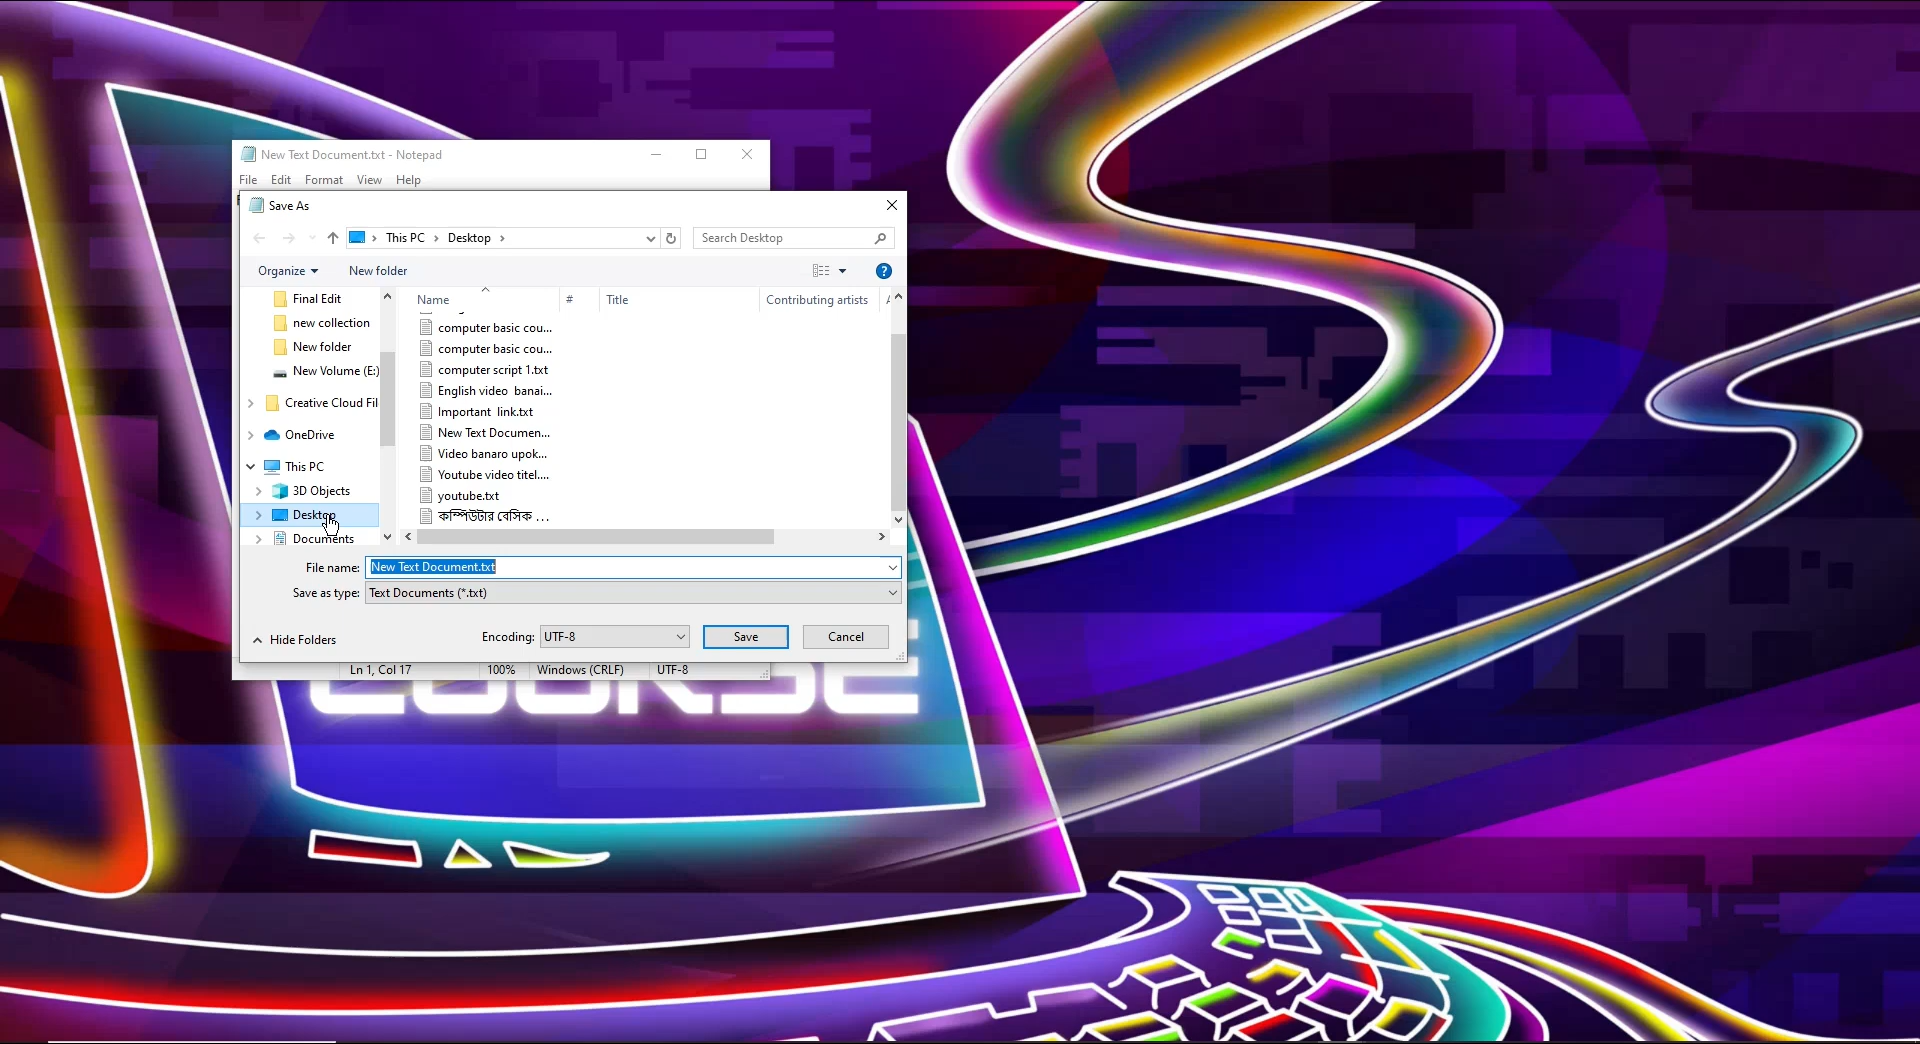 New Text Document.txt - Notepad
File Edit Format View Help
Save As
This PC Desktop
Search Desktop
Organize New folder
?
Final Edit
new collection
New folder
New Volume (E:)
Creative Cloud Fil
OneDrive
This PC
3D Objects
Desktop
Documents
Name # Title Contributing artists
computer basic cou...
computer basic cou...
computer script 1.txt
English video banai...
Important link.txt
New Text Documen...
Video banaro upok...
Youtube video titel....
youtube.txt
কম্পিউটার বেসিক ...
File name: New Text Document.txt
Save as type: Text Documents (*.txt)
Hide Folders
Encoding: UTF-8 Save Cancel
Ln 1, Col 17 100% Windows (CRLF) UTF-8
COURSE